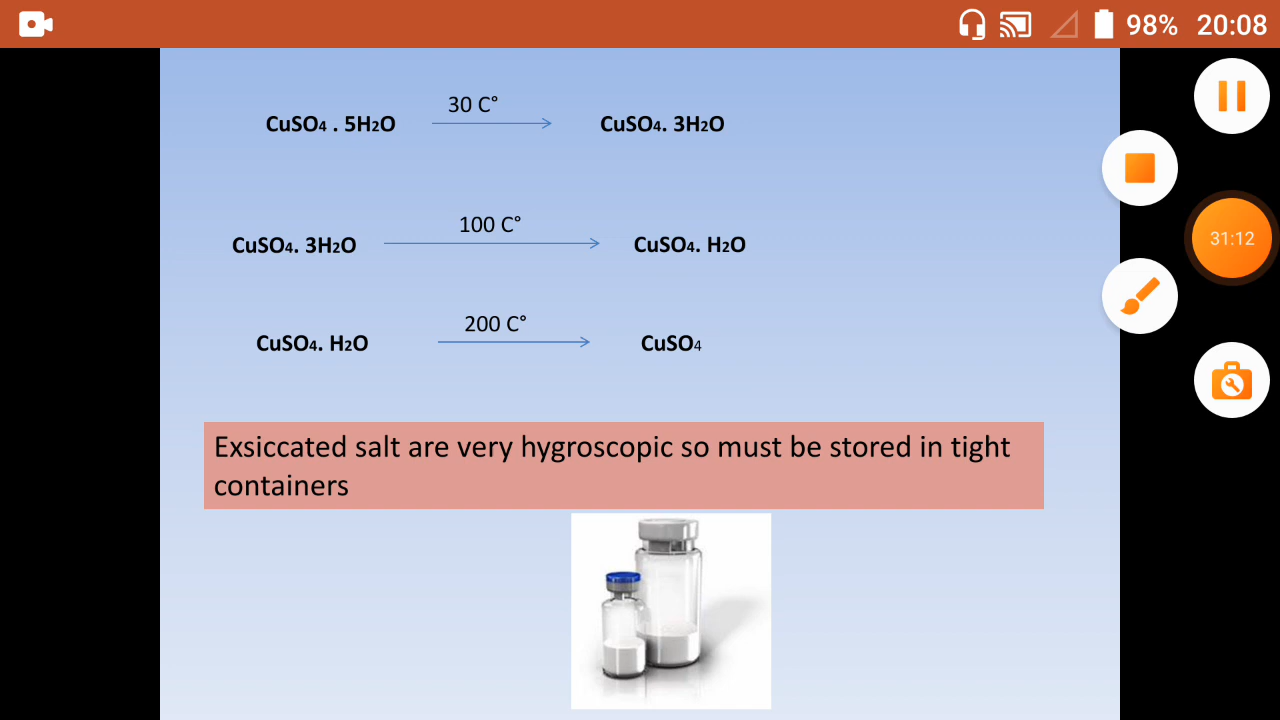 98% 20:08
30 C°
CuSO4 . 5H2O CuSO4. 3H2O
100 C°
CuSO4. 3H2O CuSO4. H2O
31:12
200 C°
CuSO4. H2O CuSO4
Exsiccated salt are very hygroscopic so must be stored in tight
containers